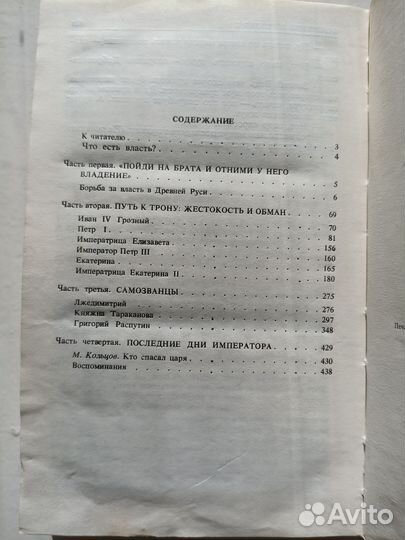 СОДЕРЖАНИЕ
К читателю . . . . . . . . . . 3
Что есть власть? . . . . . . . . . . 4
Часть первая. «ПОЙДИ НА БРАТА И ОТНИМИ У НЕГО
ВЛАДЕНИЕ» . . . . . . . . . . 5
Борьба за власть в Древней Руси . . . . . . 6
Часть вторая. ПУТЬ К ТРОНУ: ЖЕСТОКОСТЬ И ОБМАН . . 69
Иван IV Грозный . . . . . . . . . . 70
Петр I . . . . . . . . . . 81
Императрица Елизавета . . . . . . . . 156
Император Петр III . . . . . . . . 160
Екатерина . . . . . . . . . . 165
Императрица Екатерина II . . . . . . . 180
Часть третья. САМОЗВАНЦЫ . . . . . . . 275
Лжедимитрий . . . . . . . . . . 276
Княжна Тараканова . . . . . . . . 297
Григорий Распутин . . . . . . . . 348
Часть четвертая. ПОСЛЕДНИЕ ДНИ ИМПЕРАТОРА . . . 429
М. Кольцов. Кто спасал царя . . . . . . . 430
Воспоминания . . . . . . . . . . 438
Avito